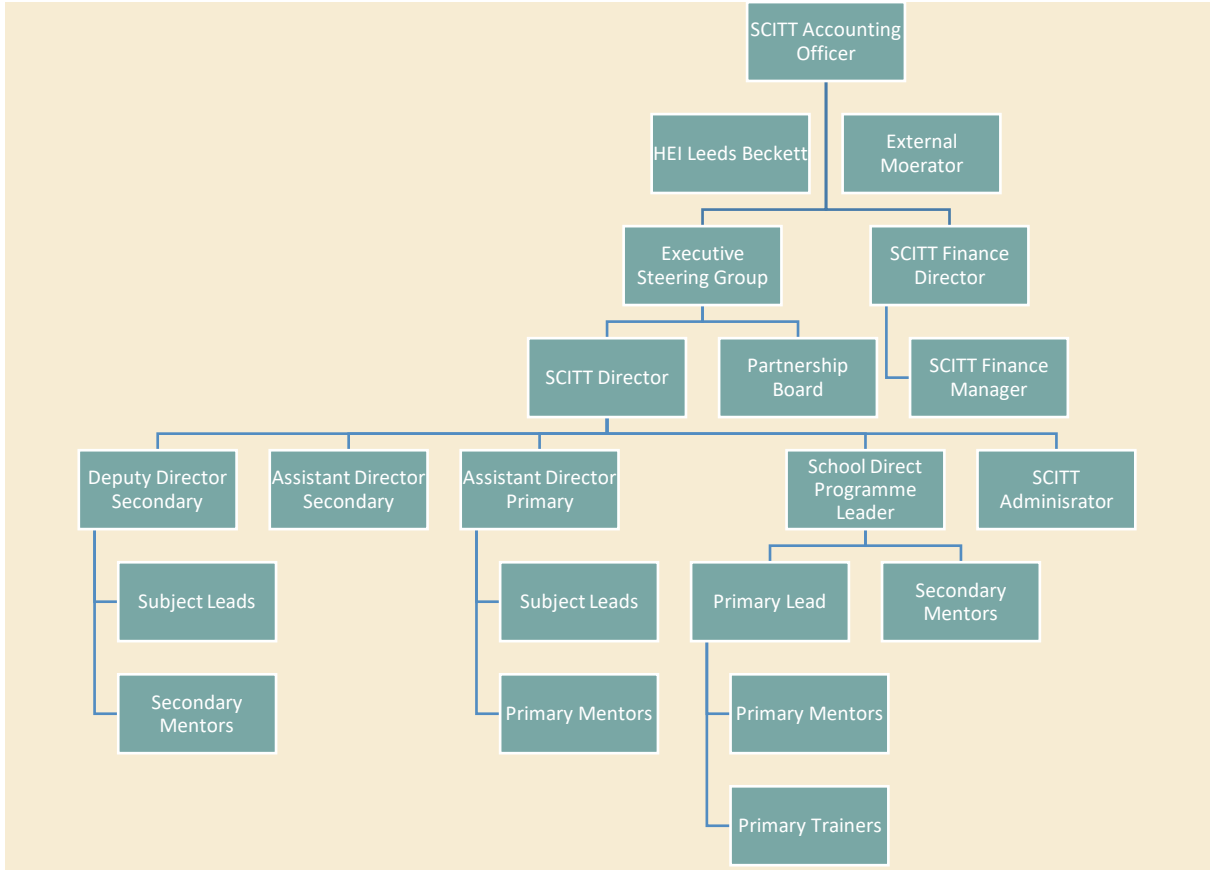 SCITT Accounting
Officer
HEI Leeds Beckett
External
Moerator
Executive
Steering Group
SCITT Finance
Director
SCITT Director
Partnership
Board
SCITT Finance
Manager
Deputy Director
Secondary
Assistant Director
Secondary
Assistant Director
Primary
School Direct
Programme
Leader
SCITT
Adminisrator
Subject Leads
Subject Leads
Primary Lead
Secondary
Mentors
Secondary
Mentors
Primary Mentors
Primary Mentors
Primary Trainers